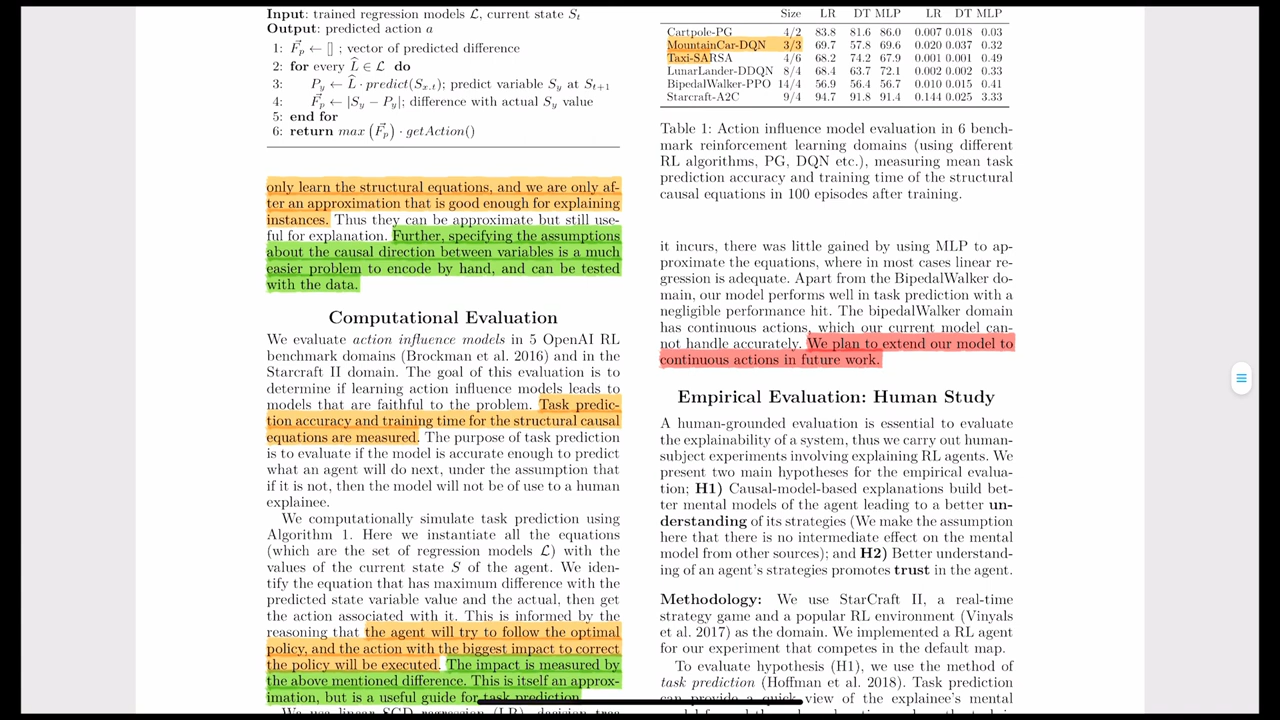 Input: trained regression models ℒ, current state S_t
Output: predicted action a
1: F⃗_p ← [] ; vector of predicted difference
2: for every L̂ ∈ ℒ do
3: P_y ← L̂ · predict(S_{x.t}); predict variable S_y at S_{t+1}
4: F⃗_p ← |S_y − P_y|; difference with actual S_y value
5: end for
6: return max (F⃗_p) · getAction()
only learn the structural equations, and we are only af-
ter an approximation that is good enough for explaining
instances. Thus they can be approximate but still use-
ful for explanation. Further, specifying the assumptions
about the causal direction between variables is a much
easier problem to encode by hand, and can be tested
with the data.
Computational Evaluation
We evaluate action influence models in 5 OpenAI RL
benchmark domains (Brockman et al. 2016) and in the
Starcraft II domain. The goal of this evaluation is to
determine if learning action influence models leads to
models that are faithful to the problem. Task predic-
tion accuracy and training time for the structural causal
equations are measured. The purpose of task prediction
is to evaluate if the model is accurate enough to predict
what an agent will do next, under the assumption that
if it is not, then the model will not be of use to a human
explainee.
We computationally simulate task prediction using
Algorithm 1. Here we instantiate all the equations
(which are the set of regression models ℒ) with the
values of the current state S of the agent. We iden-
tify the equation that has maximum difference with the
predicted state variable value and the actual, then get
the action associated with it. This is informed by the
reasoning that the agent will try to follow the optimal
policy, and the action with the biggest impact to correct
the policy will be executed. The impact is measured by
the above mentioned difference. This is itself an approx-
imation, but is a useful guide for task prediction.
Size LR DT MLP LR DT MLP
Cartpole-PG 4/2 83.8 81.6 86.0 0.007 0.018 0.03
MountainCar-DQN 3/3 69.7 57.8 69.6 0.020 0.037 0.32
Taxi-SARSA 4/6 68.2 74.2 67.9 0.001 0.001 0.49
LunarLander-DDQN 8/4 68.4 63.7 72.1 0.002 0.002 0.33
BipedalWalker-PPO 14/4 56.9 56.4 56.7 0.010 0.015 0.41
Starcraft-A2C 9/4 94.7 91.8 91.4 0.144 0.025 3.33
Table 1: Action influence model evaluation in 6 bench-
mark reinforcement learning domains (using different
RL algorithms, PG, DQN etc.), measuring mean task
prediction accuracy and training time of the structural
causal equations in 100 episodes after training.
it incurs, there was little gained by using MLP to ap-
proximate the equations, where in most cases linear re-
gression is adequate. Apart from the BipedalWalker do-
main, our model performs well in task prediction with a
negligible performance hit. The bipedalWalker domain
has continuous actions, which our current model can-
not handle accurately. We plan to extend our model to
continuous actions in future work.
Empirical Evaluation: Human Study
A human-grounded evaluation is essential to evaluate
the explainability of a system, thus we carry out human-
subject experiments involving explaining RL agents. We
present two main hypotheses for the empirical evalua-
tion; H1) Causal-model-based explanations build bet-
ter mental models of the agent leading to a better un-
derstanding of its strategies (We make the assumption
here that there is no intermediate effect on the mental
model from other sources); and H2) Better understand-
ing of an agent's strategies promotes trust in the agent.
Methodology: We use StarCraft II, a real-time
strategy game and a popular RL environment (Vinyals
et al. 2017) as the domain. We implemented a RL agent
for our experiment that competes in the default map.
To evaluate hypothesis (H1), we use the method of
task prediction (Hoffman et al. 2018). Task prediction
can provide a quick view of the explainee's mental